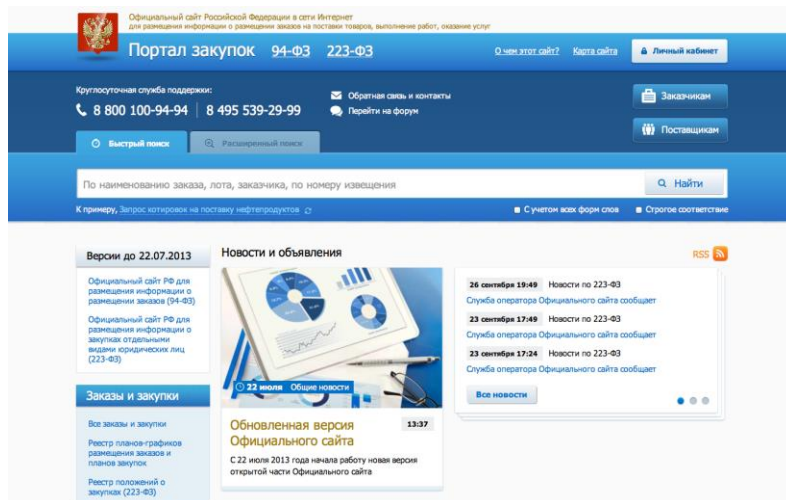 Официальный сайт Российской Федерации в сети Интернет
для размещения информации о размещении заказов на поставки товаров, выполнение работ, оказание услуг
Портал закупок 94-ФЗ 223-ФЗ
О чем этот сайт? Карта сайта Личный кабинет
Круглосуточная служба поддержки:
8 800 100-94-94 8 495 539-29-99
Обратная связь и контакты
Перейти на форум
Заказчикам
Поставщикам
Быстрый поиск Расширенный поиск
По наименованию заказа, лота, заказчика, по номеру извещения
Найти
К примеру, Запрос котировок на поставку нефтепродуктов
С учетом всех форм слов Строгое соответствие
Версии до 22.07.2013
Официальный сайт РФ для
размещения информации о
размещении заказов (94-ФЗ)
Официальный сайт РФ для
размещения информации о
закупках отдельными
видами юридических лиц
(223-ФЗ)
Заказы и закупки
Все заказы и закупки
Реестр планов-графиков
размещения заказов и
планов закупок
Реестр положений о
закупках (223-ФЗ)
Новости и объявления
22 июля Общие новости
Обновленная версия
Официального сайта
13:37
С 22 июля 2013 года начала работу новая версия
открытой части Официального сайта
RSS
26 сентября 19:49 Новости по 223-ФЗ
Служба оператора Официального сайта сообщает
23 сентября 17:49 Новости по 223-ФЗ
Служба оператора Официального сайта сообщает
23 сентября 17:24 Новости по 223-ФЗ
Служба оператора Официального сайта сообщает
Все новости